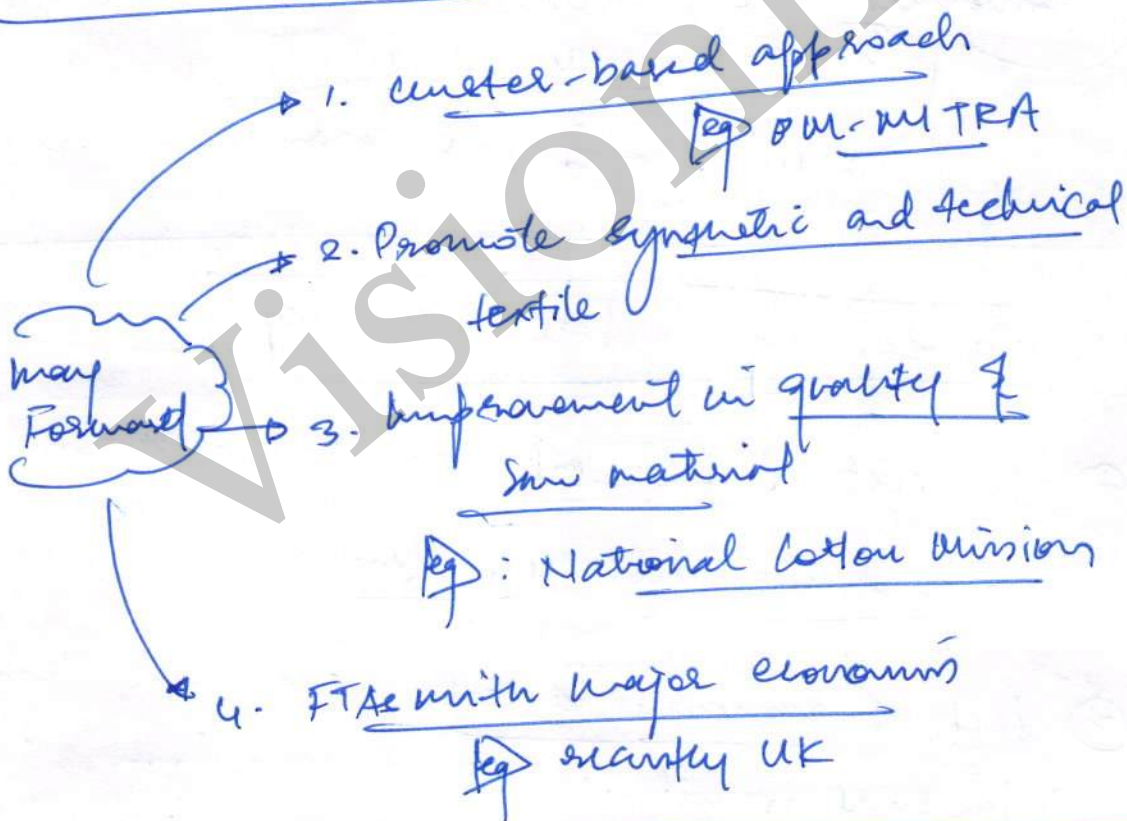 1. cluster-based approach
eg PM-MITRA
2. Promote synthetic and technical
textile
Way
Forward
3. Improvement in quality &
raw material
eg: National Cotton Mission
4. FTAs with major economies
eg recently UK
Vision